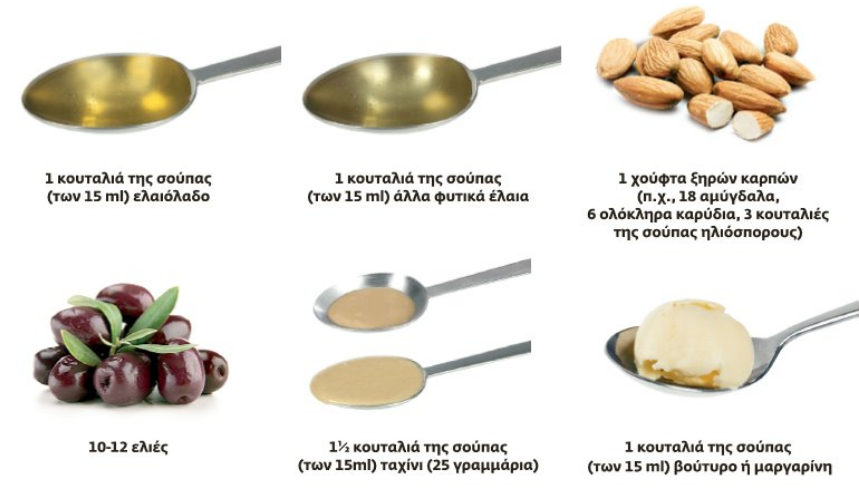 1 κουταλιά της σούπας
(των 15 ml) ελαιόλαδο
1 κουταλιά της σούπας
(των 15 ml) άλλα φυτικά έλαια
1 χούφτα ξηρών καρπών
(π.χ., 18 αμύγδαλα,
6 ολόκληρα καρύδια, 3 κουταλιές
της σούπας ηλιόσπορους)
10-12 ελιές
1½ κουταλιά της σούπας
(των 15ml) ταχίνι (25 γραμμάρια)
1 κουταλιά της σούπας
(των 15 ml) βούτυρο ή μαργαρίνη